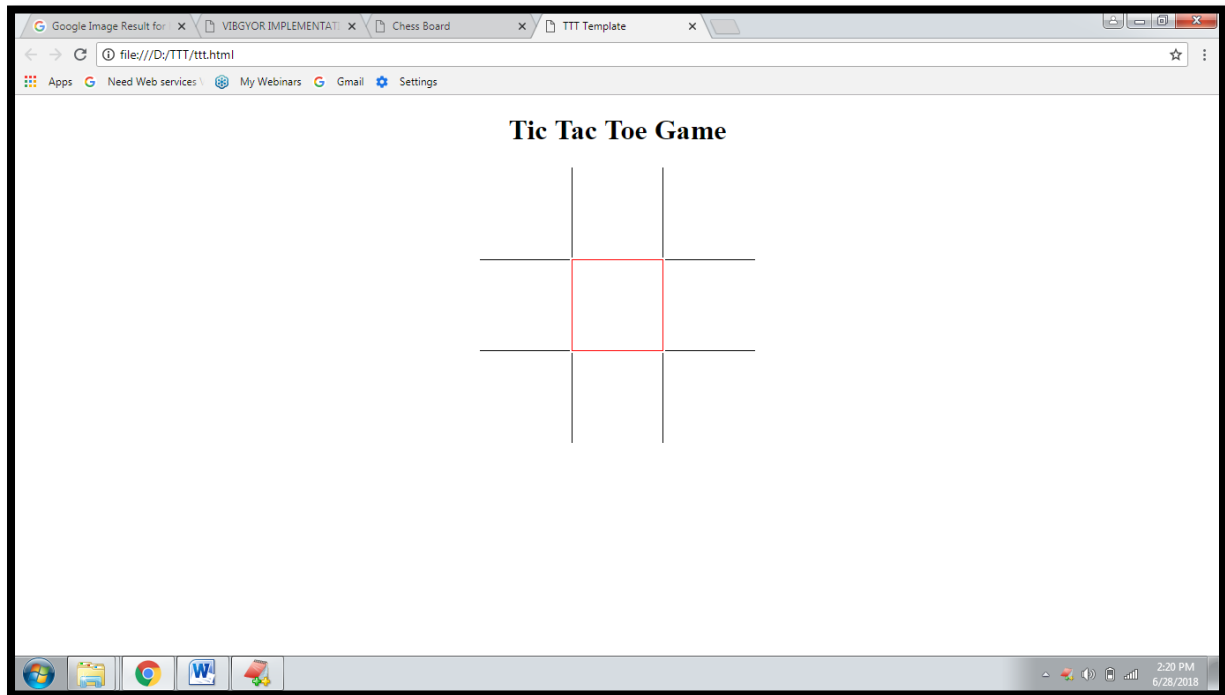 Google Image Result for
VIBGYOR IMPLEMENTATI
Chess Board
TTT Template
file:///D:/TTT/ttt.html
Apps
Need Web services
My Webinars
Gmail
Settings
Tic Tac Toe Game
2:20 PM
6/28/2018